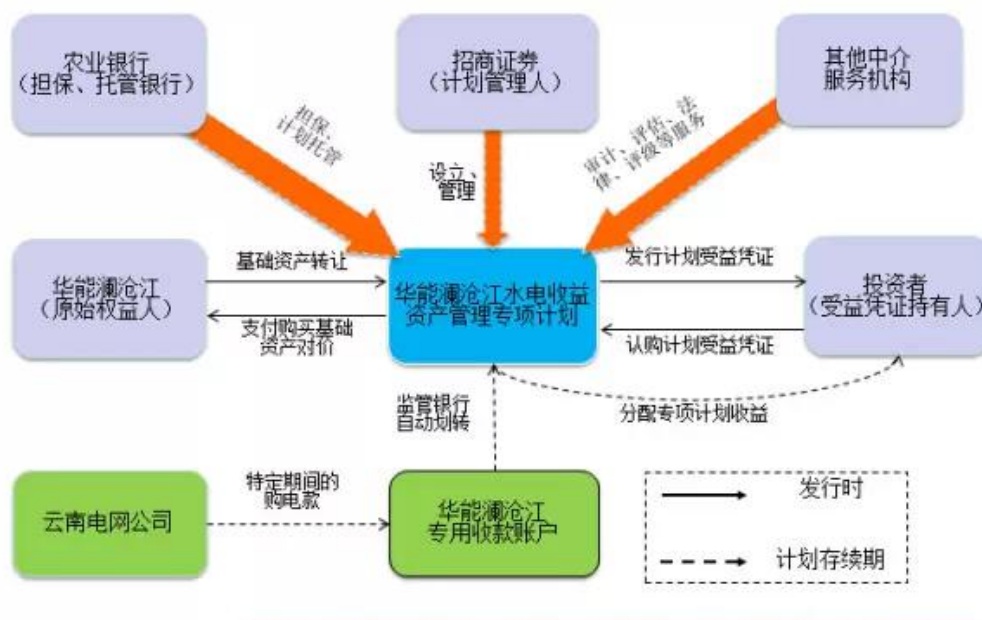 农业银行
（担保、托管银行）
招商证券
（计划管理人）
其他中介
服务机构
担保、
计划托管
设立、
管理
审计、评估、法
律、评级等服务
华能澜沧江
（原始权益人）
基础资产转让
支付购买基础
资产对价
华能澜沧江水电收益
资产管理专项计划
发行计划受益凭证
认购计划受益凭证
投资者
（受益凭证持有人）
监管银行
自动划转
分配专项计划收益
云南电网公司
特定期间的
购电款
华能澜沧江
专用收款账户
发行时
计划存续期